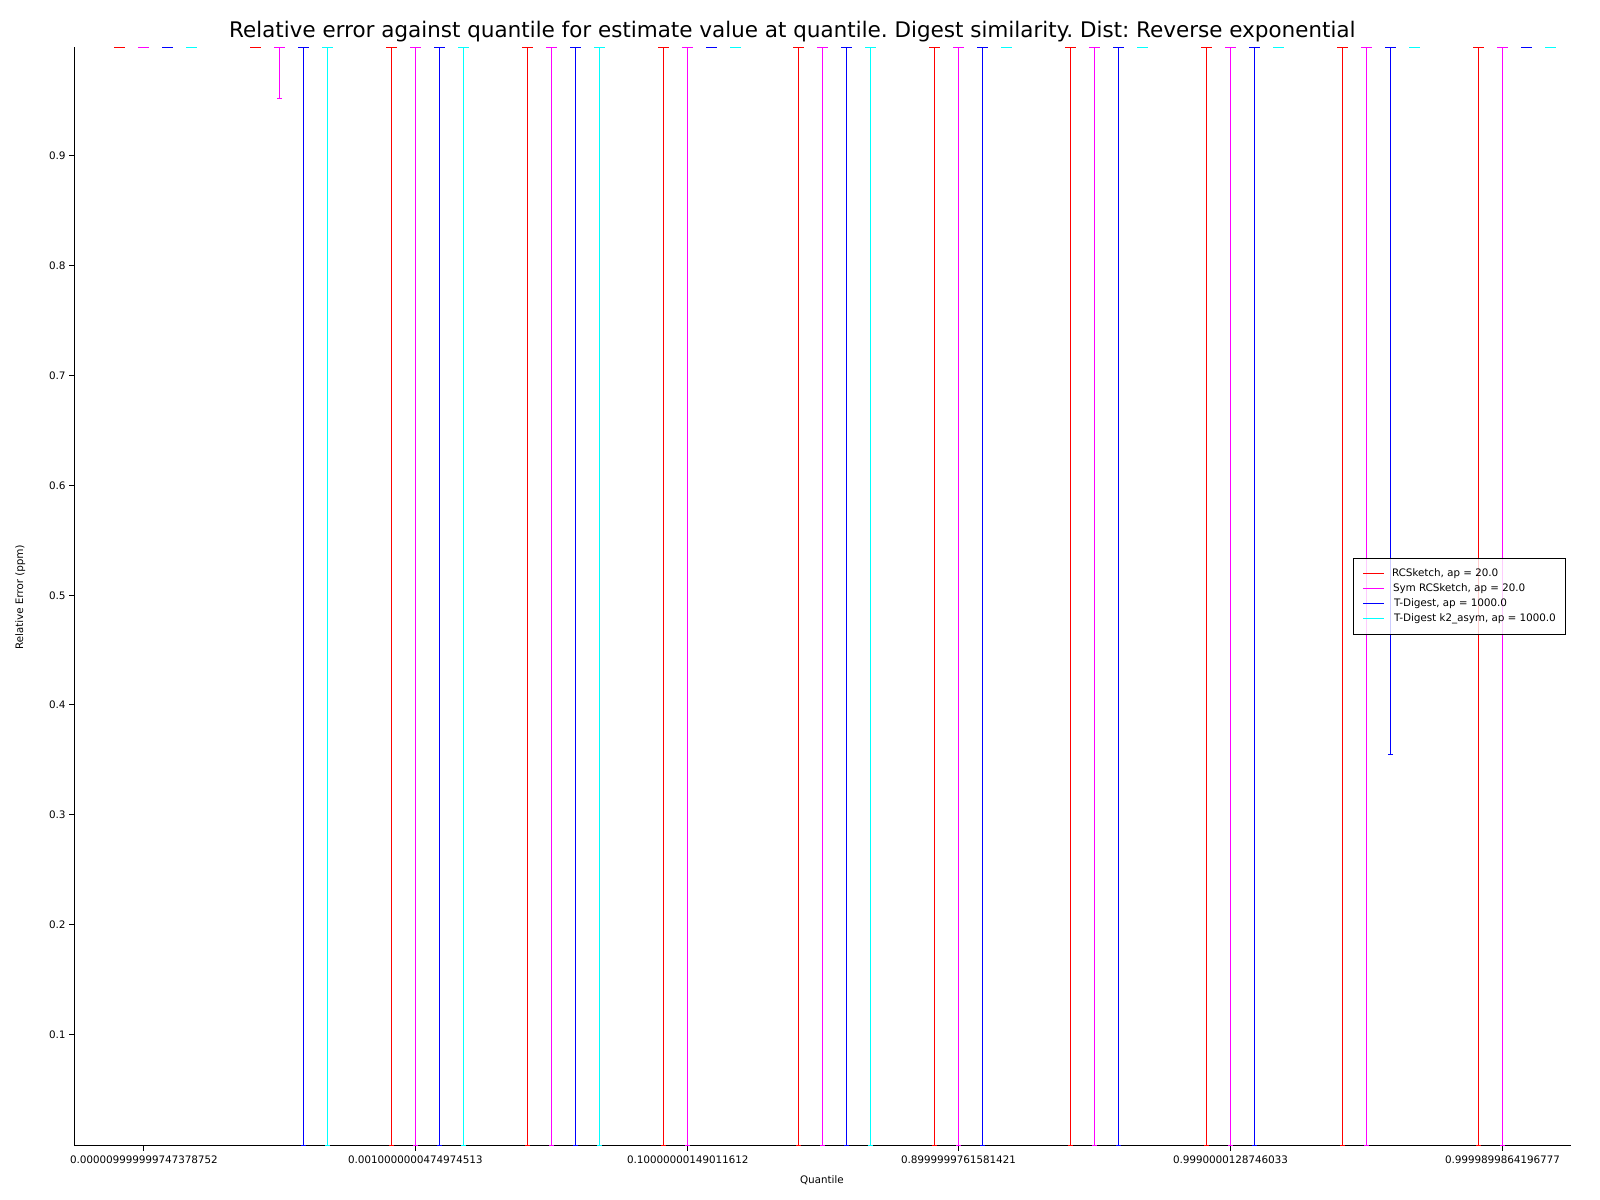 Relative error against quantile for estimate value at quantile. Digest similarity. Dist: Reverse exponential
0.9
0.8
0.7
0.6
0.5
0.4
0.3
0.2
0.1
Relative Error (ppm)
RCSketch, ap = 20.0
Sym RCSketch, ap = 20.0
T-Digest, ap = 1000.0
T-Digest k2_asym, ap = 1000.0
0.000009999999747378752
0.0010000000474974513
0.10000000149011612
0.8999999761581421
0.9990000128746033
0.9999899864196777
Quantile